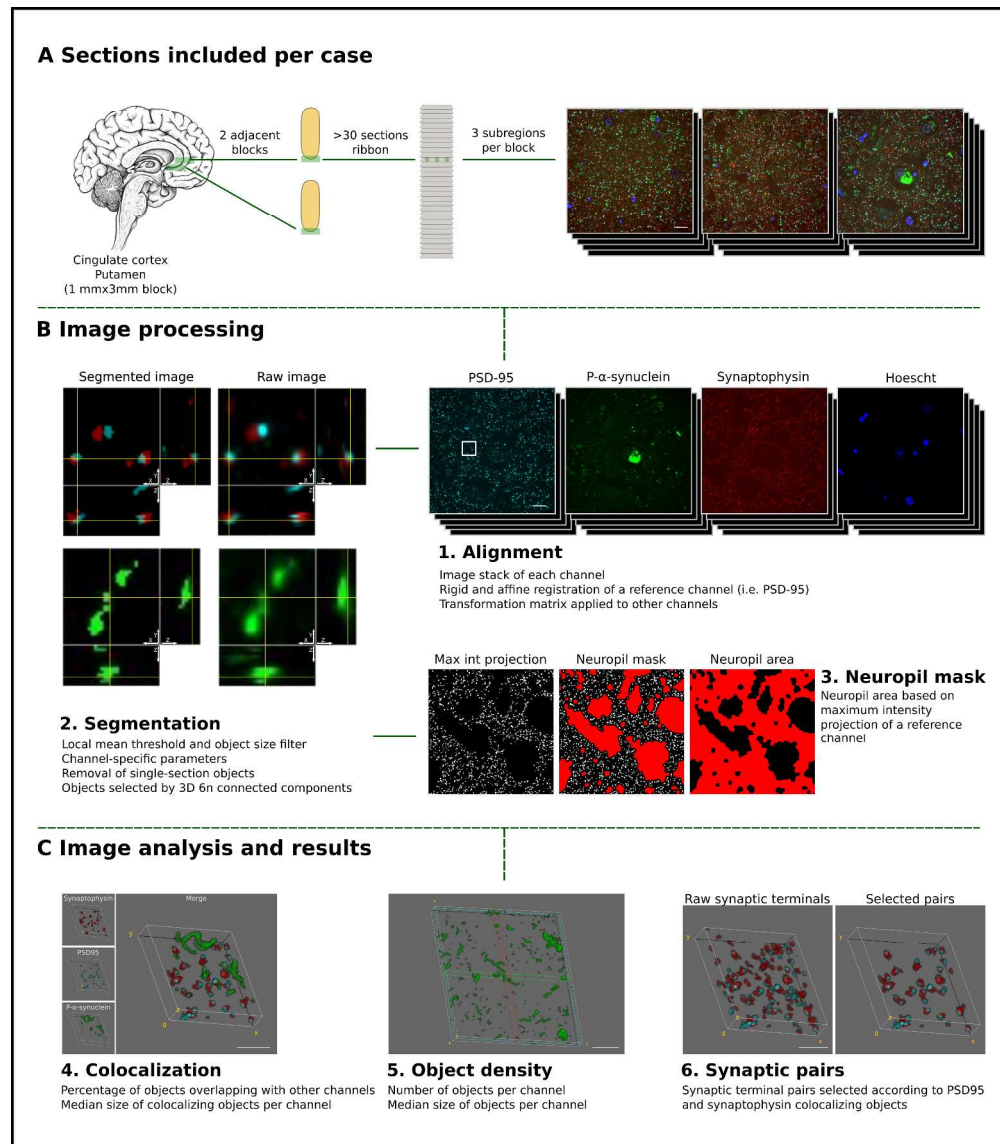 A Sections included per case
2 adjacent
blocks
>30 sections
ribbon
3 subregions
per block
Cingulate cortex
Putamen
(1 mmx3mm block)
B Image processing
Segmented image
Raw image
PSD-95
P-α-synuclein
Synaptophysin
Hoescht
Y
X
Z
Z
Y
X
Z
Z
Y
X
Z
Z
Y
X
Z
Z
1. Alignment
Image stack of each channel
Rigid and affine registration of a reference channel (i.e. PSD-95)
Transformation matrix applied to other channels
Max int projection
Neuropil mask
Neuropil area
3. Neuropil mask
Neuropil area based on
maximum intensity
projection of a reference
channel
2. Segmentation
Local mean threshold and object size filter
Channel-specific parameters
Removal of single-section objects
Objects selected by 3D 6n connected components
C Image analysis and results
Synaptophysin
PSD95
P-α-synuclein
Merge
y
z
0
x
Raw synaptic terminals
Selected pairs
y
z
0
x
y
z
0
x
4. Colocalization
Percentage of objects overlapping with other channels
Median size of colocalizing objects per channel
5. Object density
Number of objects per channel
Median size of objects per channel
6. Synaptic pairs
Synaptic terminal pairs selected according to PSD95
and synaptophysin colocalizing objects